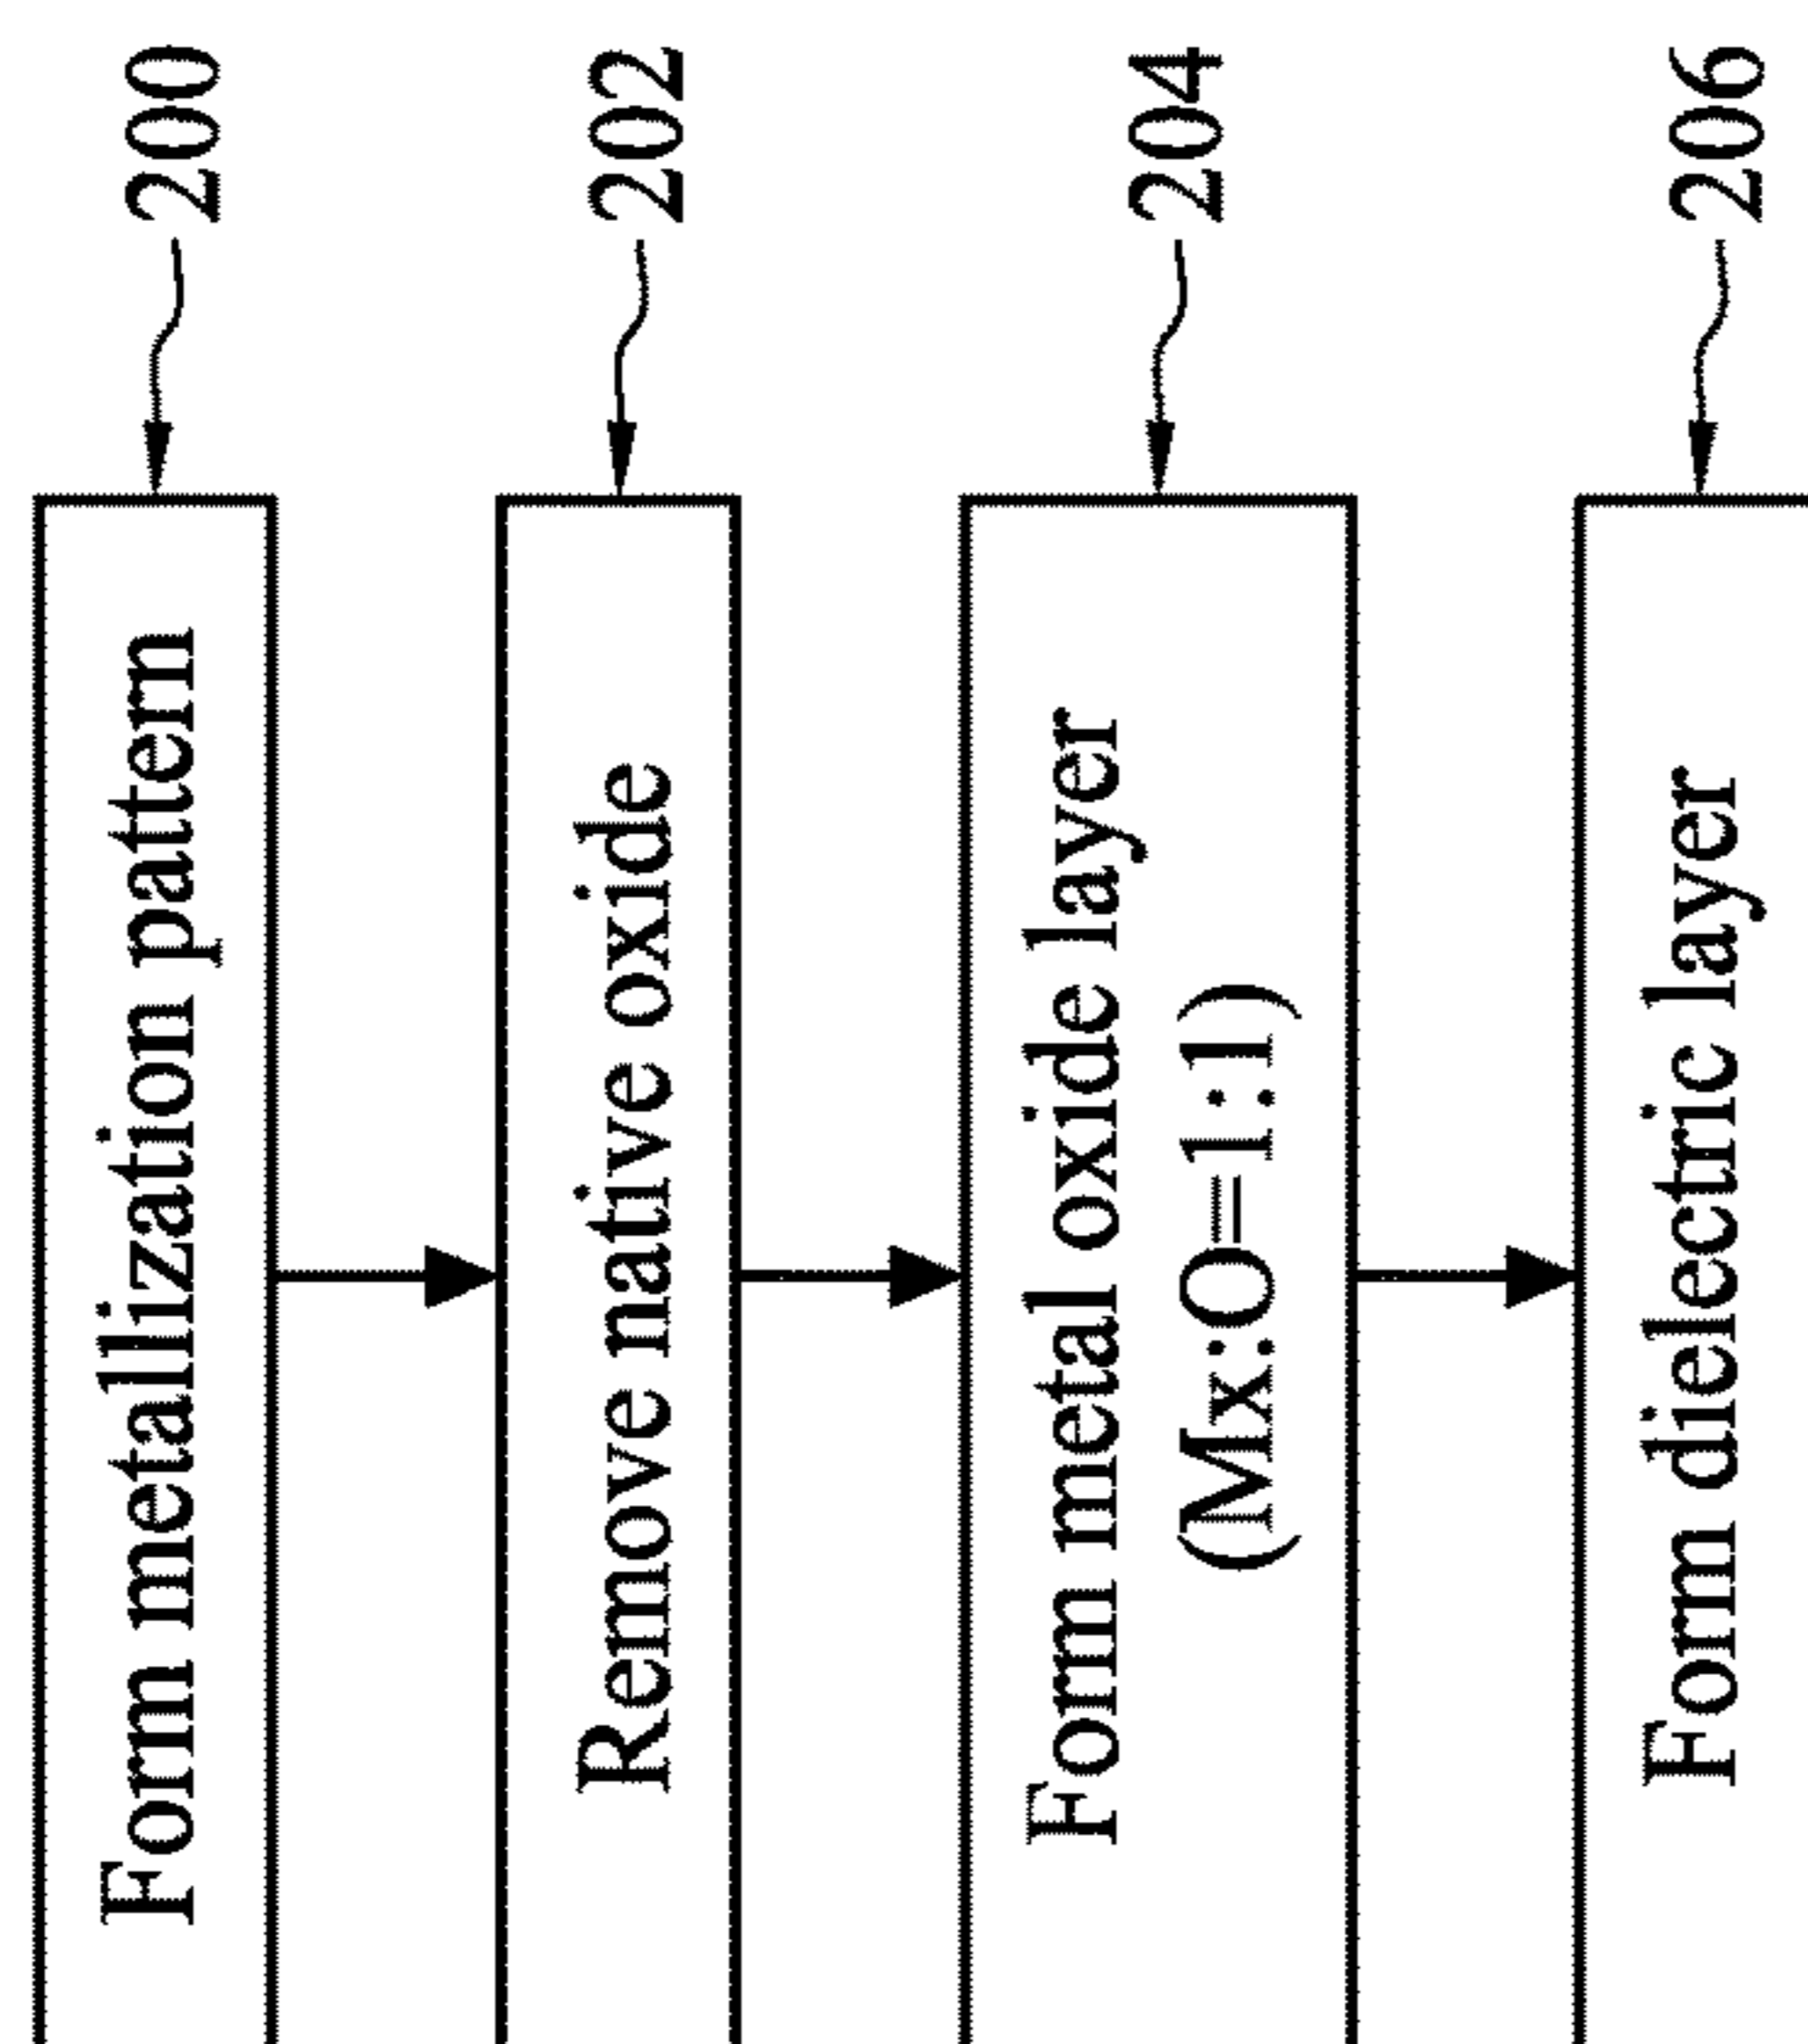 Form metallization pattern
200
Remove native oxide
202
Form metal oxide layer
(Mx:O=1:1)
204
Form dielectric layer
206